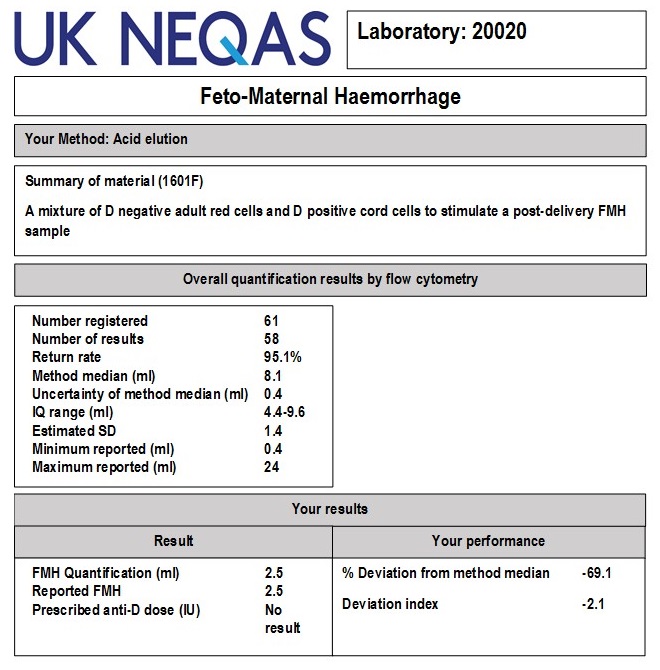 UK NEQAS
Laboratory: 20020
Feto-Maternal Haemorrhage
Your Method: Acid elution
Summary of material (1601F)
A mixture of D negative adult red cells and D positive cord cells to stimulate a post-delivery FMH
sample
Overall quantification results by flow cytometry
Number registered 61
Number of results 58
Return rate 95.1%
Method median (ml) 8.1
Uncertainty of method median (ml) 0.4
IQ range (ml) 4.4-9.6
Estimated SD 1.4
Minimum reported (ml) 0.4
Maximum reported (ml) 24
Your results
Result Your performance
FMH Quantification (ml) 2.5 % Deviation from method median -69.1
Reported FMH 2.5
Prescribed anti-D dose (IU) No Deviation index -2.1
result